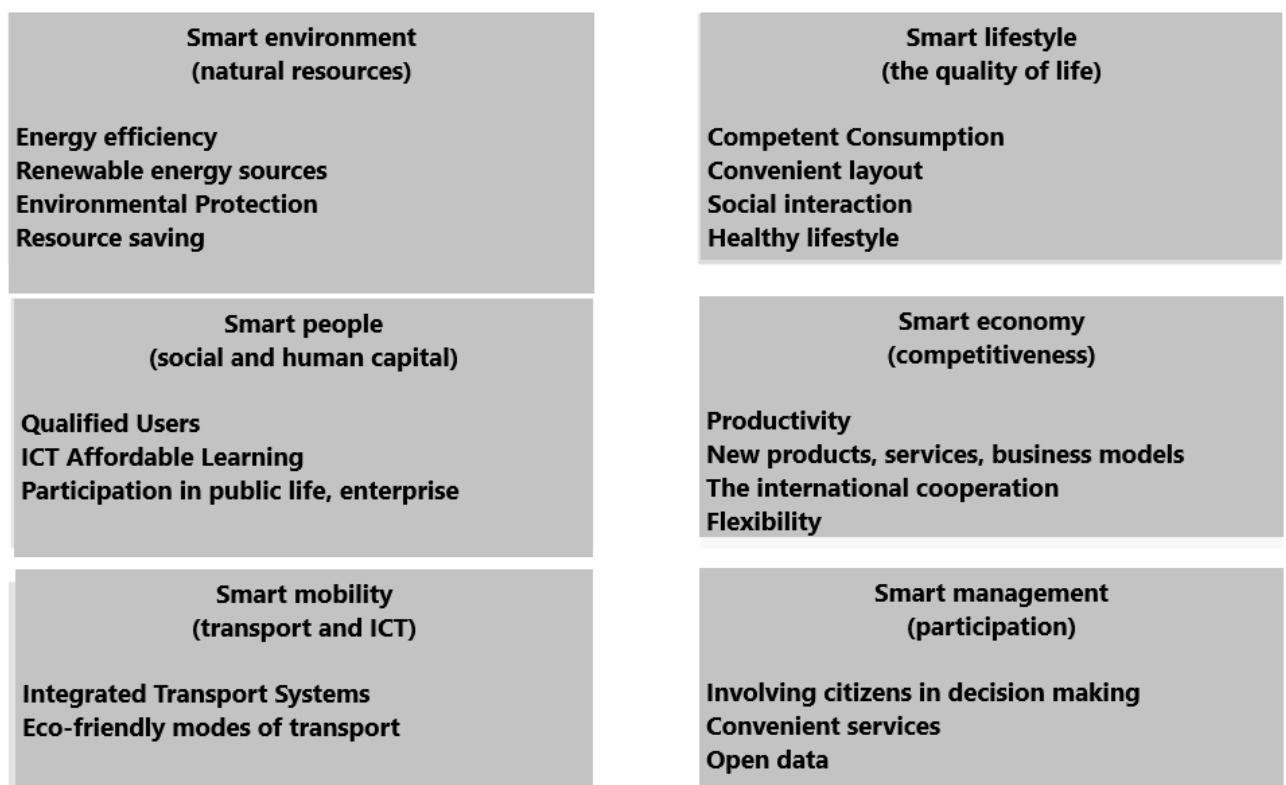 Smart environment
(natural resources)
Energy efficiency
Renewable energy sources
Environmental Protection
Resource saving
Smart lifestyle
(the quality of life)
Competent Consumption
Convenient layout
Social interaction
Healthy lifestyle
Smart people
(social and human capital)
Qualified Users
ICT Affordable Learning
Participation in public life, enterprise
Smart economy
(competitiveness)
Productivity
New products, services, business models
The international cooperation
Flexibility
Smart mobility
(transport and ICT)
Integrated Transport Systems
Eco-friendly modes of transport
Smart management
(participation)
Involving citizens in decision making
Convenient services
Open data